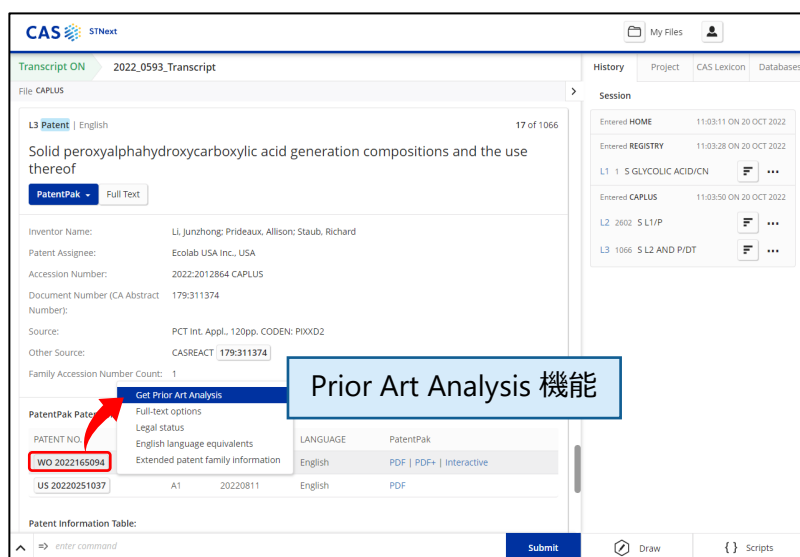 CAS STNext
My Files
Transcript ON 2022_0593_Transcript
History Project CAS Lexicon Databases
File CAPLUS
Session
L3 Patent | English 17 of 1066
Entered HOME 11:03:11 ON 20 OCT 2022
Solid peroxyalphahydroxycarboxylic acid generation compositions and the use
thereof
Entered REGISTRY 11:03:28 ON 20 OCT 2022
L1 1 S GLYCOLIC ACID/CN
PatentPak Full Text
Entered CAPLUS 11:03:50 ON 20 OCT 2022
L2 2602 S L1/P
L3 1066 S L2 AND P/DT
Inventor Name: Li, Junzhong; Prideaux, Allison; Staub, Richard
Patent Assignee: Ecolab USA Inc., USA
Accession Number: 2022:2012864 CAPLUS
Document Number (CA Abstract 179:311374
Number):
Source: PCT Int. Appl., 120pp. CODEN: PIXXD2
Other Source: CASREACT 179:311374
Family Accession Number Count: 1
Prior Art Analysis 機能
Get Prior Art Analysis
Full-text options
Legal status
English language equivalents
Extended patent family information
PatentPak Pate
PATENT NO. LANGUAGE PatentPak
WO 2022165094 English PDF | PDF+ | Interactive
US 20220251037 A1 20220811 English PDF
Patent Information Table:
=> enter command Submit
Draw { } Scripts